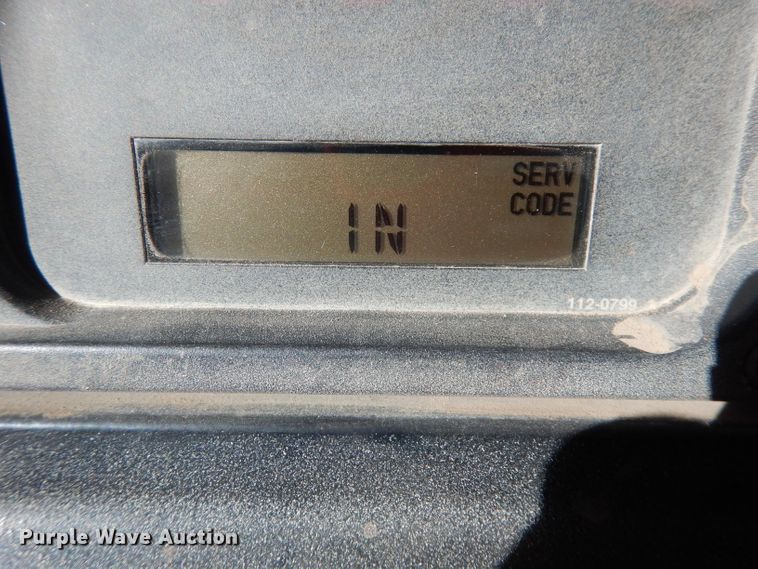 SERV
CODE
IN
112-0799
Purple Wave Auction